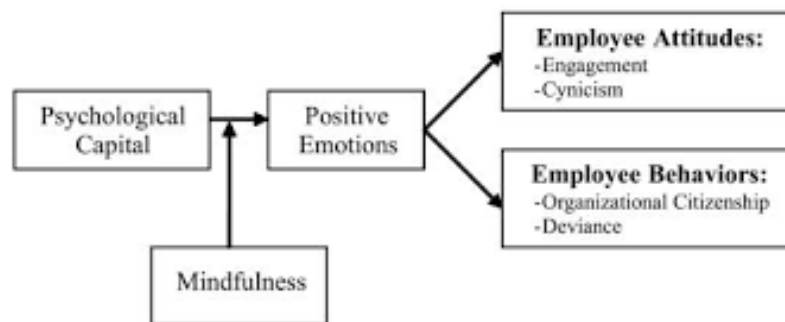 Employee Attitudes:
-Engagement
-Cynicism
Psychological
Capital
Positive
Emotions
Employee Behaviors:
-Organizational Citizenship
-Deviance
Mindfulness